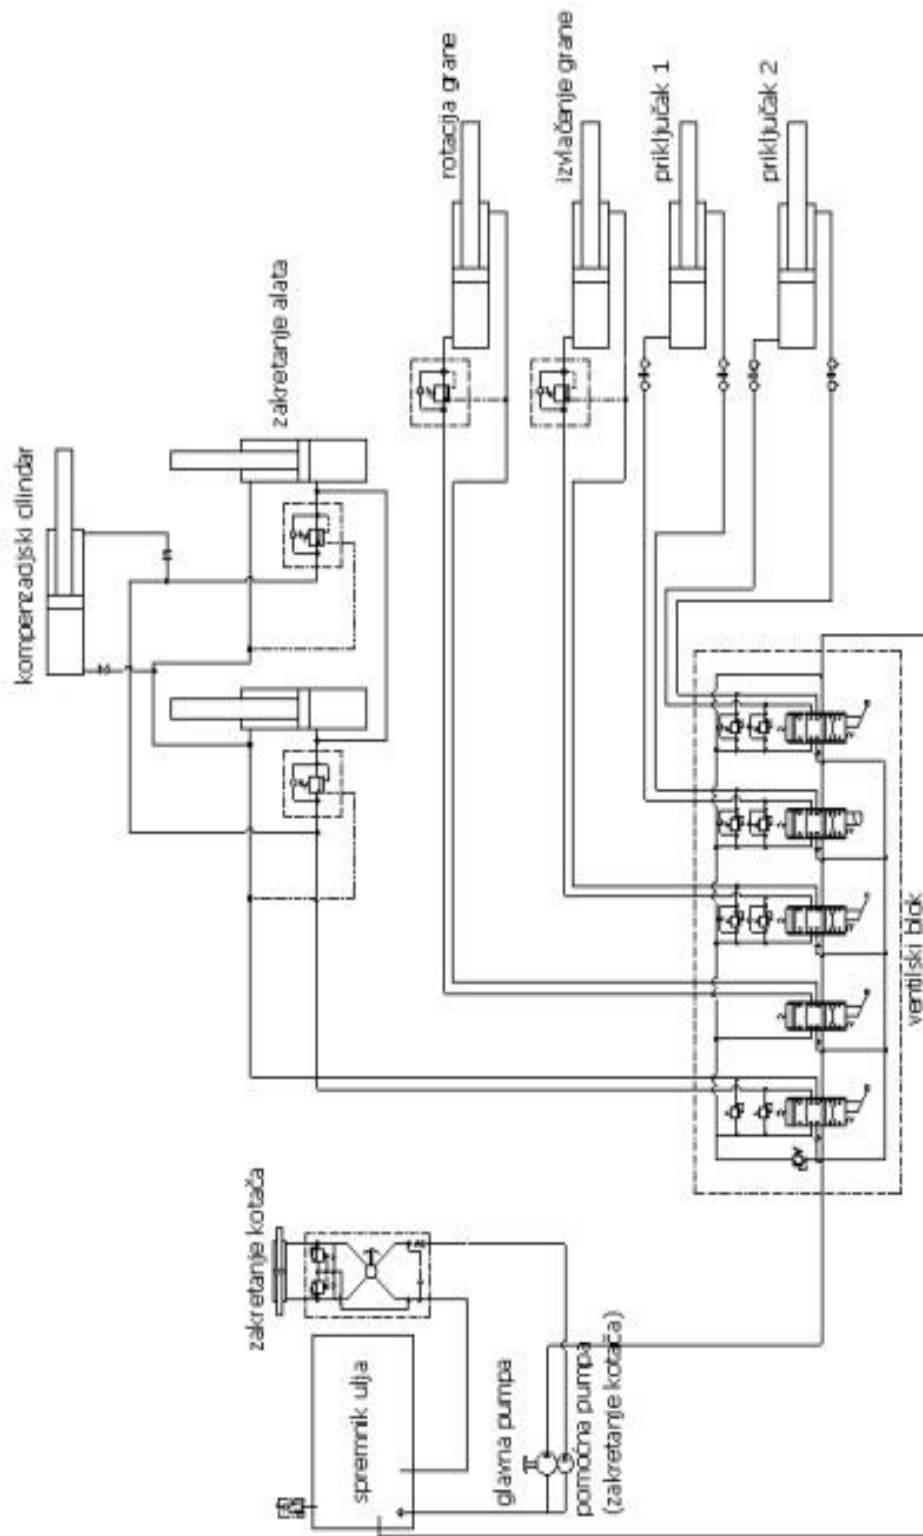 kompenzacijski cilindar
zakretanje alata
rotacija grane
izvlačenje grane
priključak 1
priključak 2
zakretanje kotača
spremnik ulja
glavna pumpa
pomoćna pumpa
(zakretanje kotača)
ventilski blok